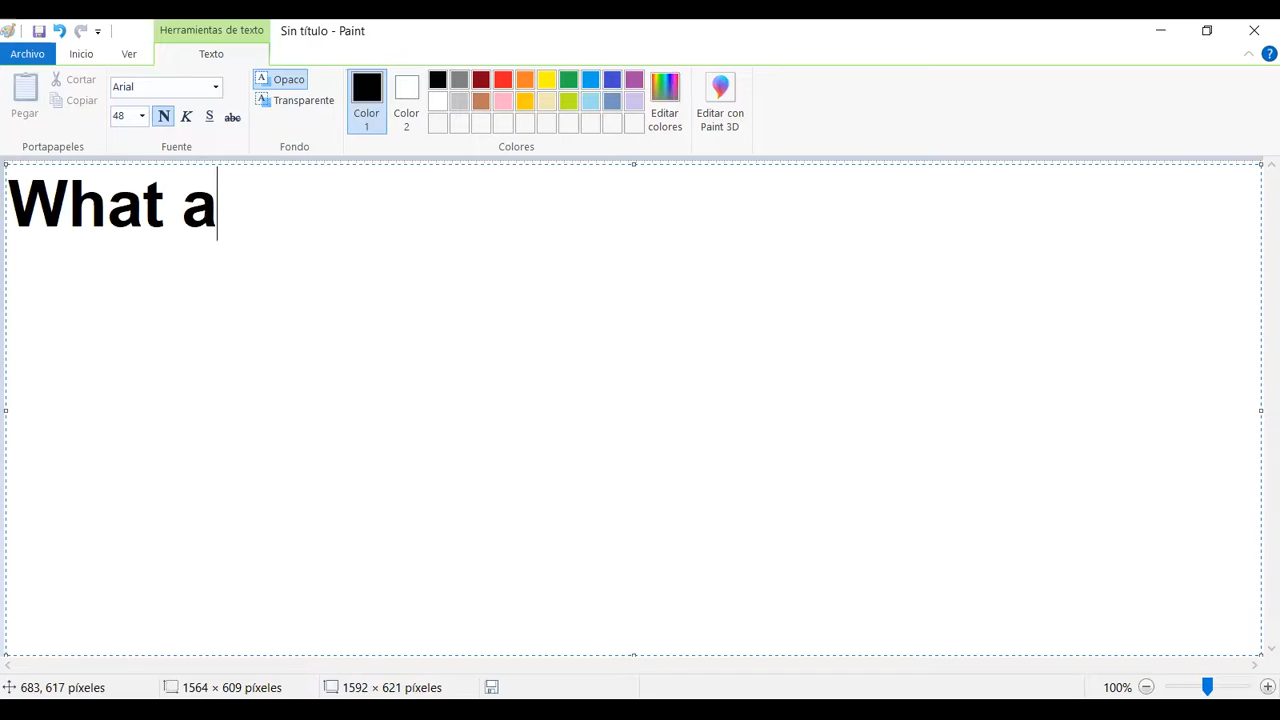 Herramientas de texto Sin título - Paint
Archivo Inicio Ver Texto
Pegar Cortar Copiar Arial 48 N K S abc Opaco Transparente Color 1 Color 2 Editar colores Editar con Paint 3D
Portapapeles Fuente Fondo Colores
What a
683, 617 píxeles 1564 × 609 píxeles 1592 × 621 píxeles 100%